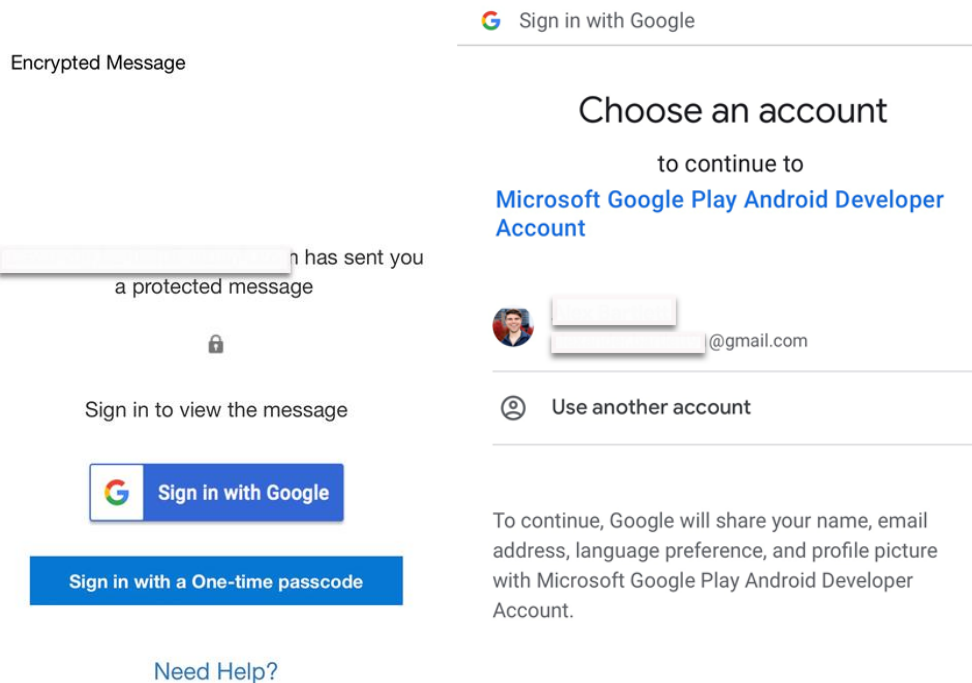 Encrypted Message
has sent you
a protected message
Sign in to view the message
Sign in with Google
Sign in with a One-time passcode
Need Help?
Sign in with Google
Choose an account
to continue to
Microsoft Google Play Android Developer
Account
@gmail.com
Use another account
To continue, Google will share your name, email
address, language preference, and profile picture
with Microsoft Google Play Android Developer
Account.